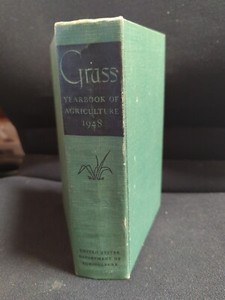 Grass
YEARBOOK OF
AGRICULTURE
1948
UNITED STATES
DEPARTMENT OF
AGRICULTURE